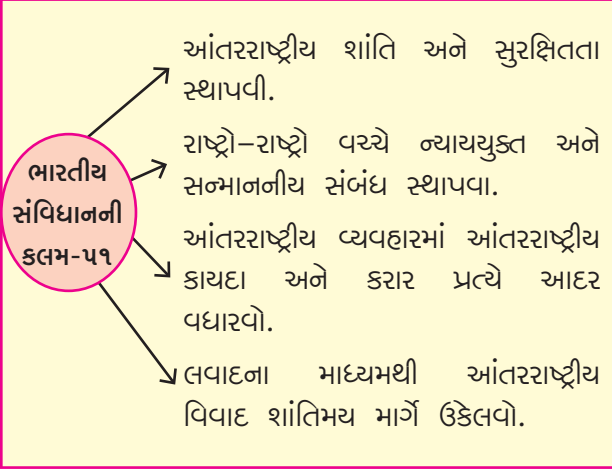 ભારતીય
સંવિધાનની
કલમ-૫૧
આંતરરાષ્ટ્રીય શાંતિ અને સુરક્ષિતતા
સ્થાપવી.
રાષ્ટ્રો-રાષ્ટ્રો વચ્ચે ન્યાયયુક્ત અને
સન્માનનીય સંબંધ સ્થાપવા.
આંતરરાષ્ટ્રીય વ્યવહારમાં આંતરરાષ્ટ્રીય
કાયદા અને કરાર પ્રત્યે આદર
વધારવો.
લવાદના માધ્યમથી આંતરરાષ્ટ્રીય
વિવાદ શાંતિમય માર્ગે ઉકેલવો.